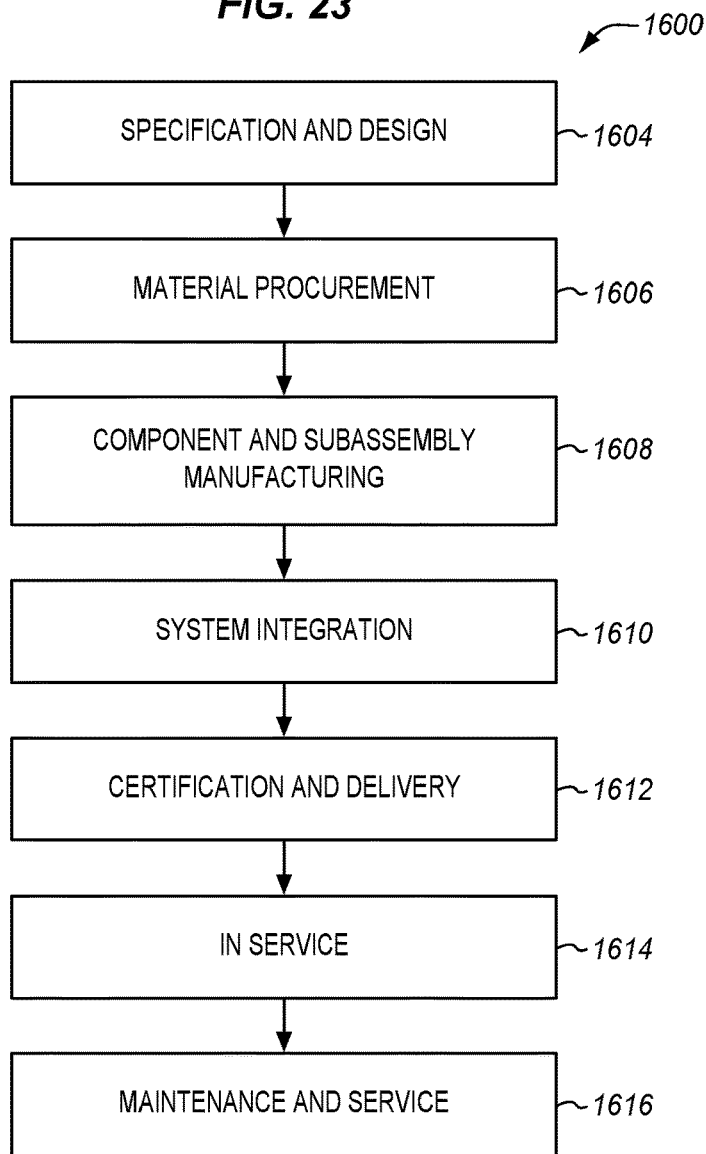 FIG. 23
1600
SPECIFICATION AND DESIGN
1604
MATERIAL PROCUREMENT
1606
COMPONENT AND SUBASSEMBLY
MANUFACTURING
1608
SYSTEM INTEGRATION
1610
CERTIFICATION AND DELIVERY
1612
IN SERVICE
1614
MAINTENANCE AND SERVICE
1616